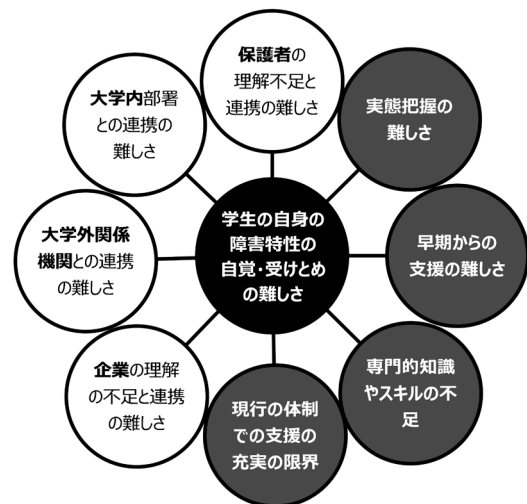 保護者の
理解不足と
連携の難しさ
実態把握の
難しさ
早期からの
支援の難しさ
専門的知識
やスキルの不
足
現行の体制
での支援の
充実の限界
企業の理解
の不足と連携
の難しさ
大学外関係
機関との連携
の難しさ
大学内部署
との連携の
難しさ
学生の自身の
障害特性の
自覚・受けとめ
の難しさ